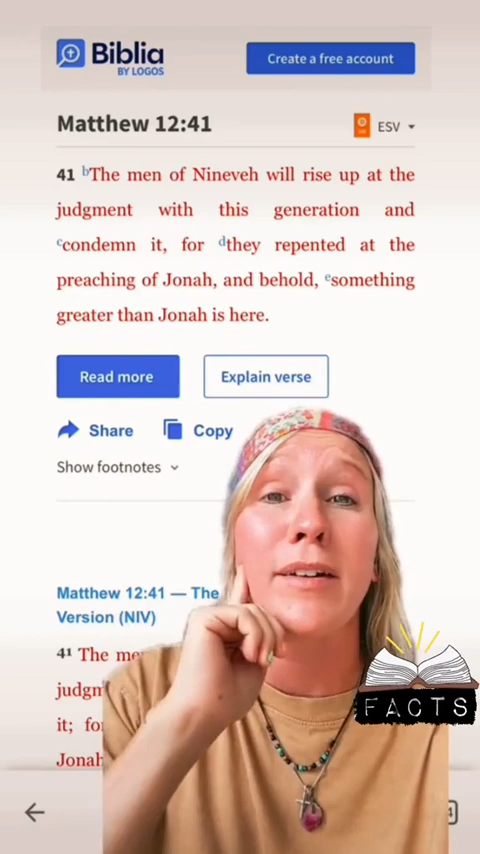 Biblia
BY LOGOS
Create a free account
Matthew 12:41
ESV
41 bThe men of Nineveh will rise up at the
judgment with this generation and
ccondemn it, for dthey repented at the
preaching of Jonah, and behold, esomething
greater than Jonah is here.
Read more
Explain verse
Share
Copy
Show footnotes
Matthew 12:41 — The
Version (NIV)
41 The me
judgn
it; for
Jonah
FACTS